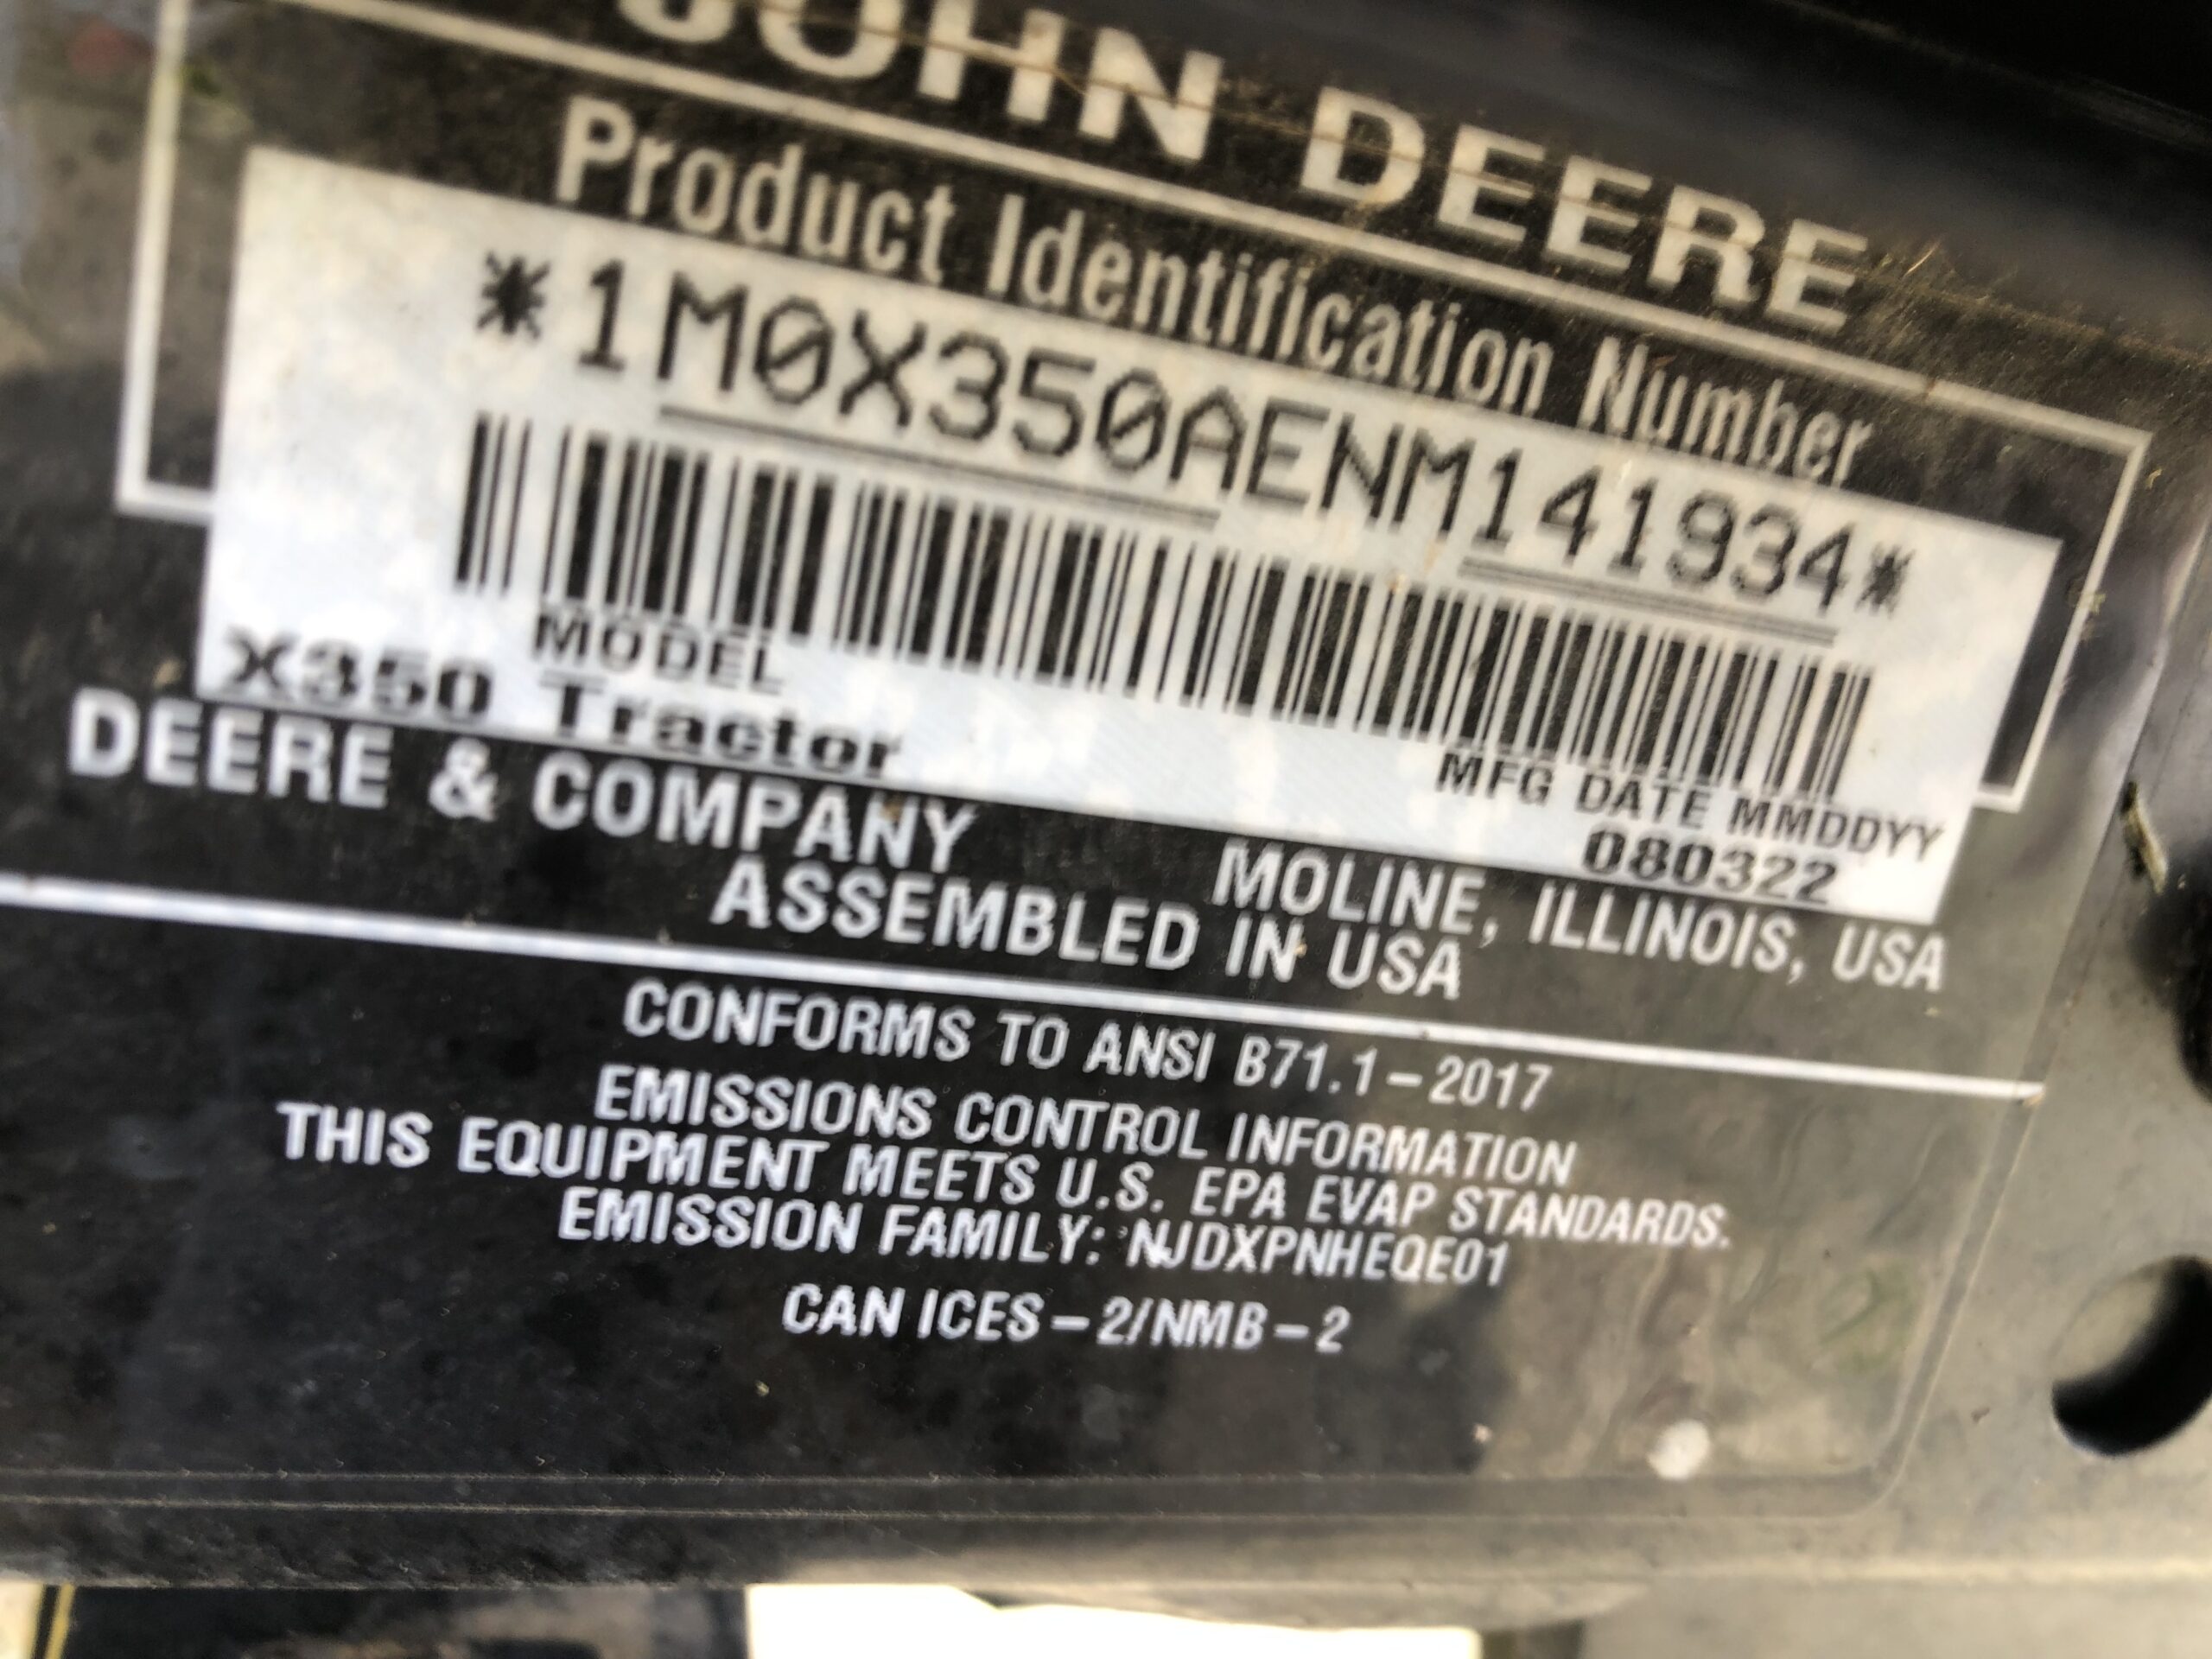 JOHN DEERE
Product Identification Number
*1M0X350AENM141934*
MODEL
X350 Tractor
MFG DATE MMDDYY
080322
DEERE & COMPANY MOLINE, ILLINOIS, USA
ASSEMBLED IN USA
CONFORMS TO ANSI B71.1-2017
EMISSIONS CONTROL INFORMATION
THIS EQUIPMENT MEETS U.S. EPA EVAP STANDARDS.
EMISSION FAMILY: NJDXPNHEQE01
CAN ICES-2/NMB-2